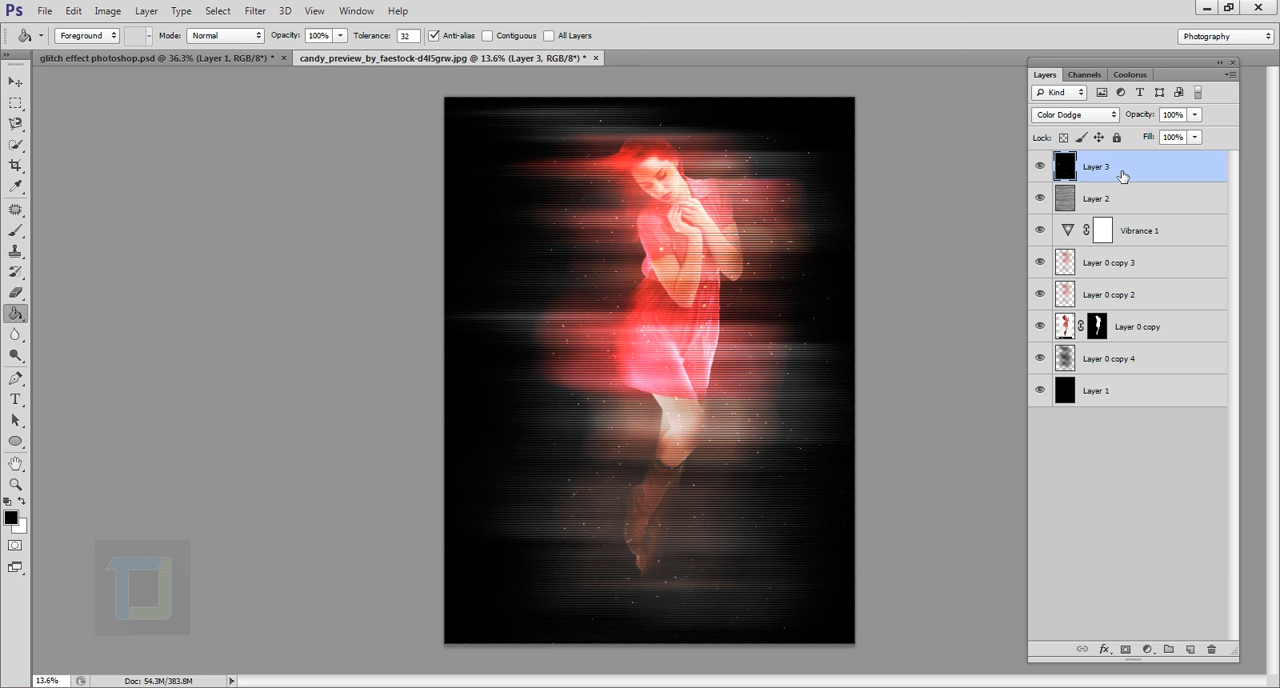 Ps File Edit Image Layer Type Select Filter 3D View Window Help
Foreground Mode: Normal Opacity: 100% Tolerance: 32 Anti-alias Contiguous All Layers Photography
glitch effect photoshop.psd @ 36.3% (Layer 1, RGB/8*) * × candy_preview_by_faestock-d4l5grw.jpg @ 13.6% (Layer 3, RGB/8*) * ×
Layers Channels Coolorus
Kind
Color Dodge Opacity: 100%
Lock: Fill: 100%
Layer 3
Layer 2
Vibrance 1
Layer 0 copy 3
Layer 0 copy 2
Layer 0 copy
Layer 0 copy 4
Layer 1
13.6% Doc: 54.3M/383.8M